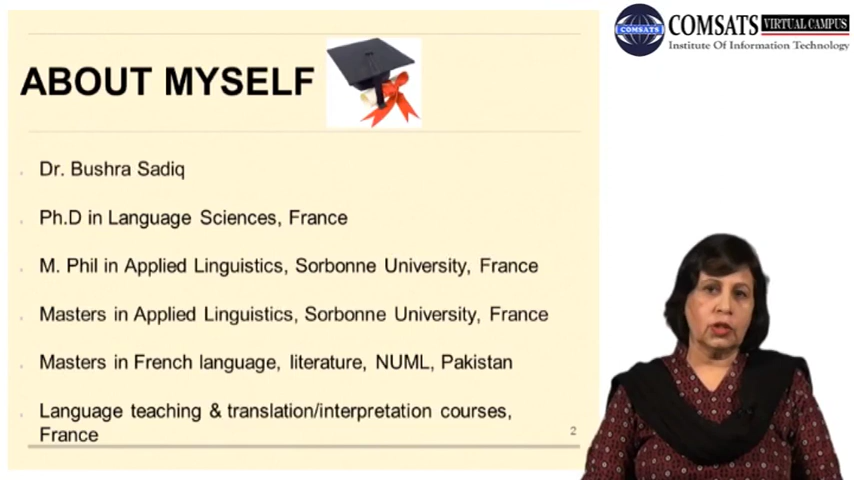 COMSATS VIRTUAL CAMPUS
COMSATS
Institute Of Information Technology
ABOUT MYSELF
Dr. Bushra Sadiq
Ph.D in Language Sciences, France
M. Phil in Applied Linguistics, Sorbonne University, France
Masters in Applied Linguistics, Sorbonne University, France
Masters in French language, literature, NUML, Pakistan
Language teaching & translation/interpretation courses,
France
2